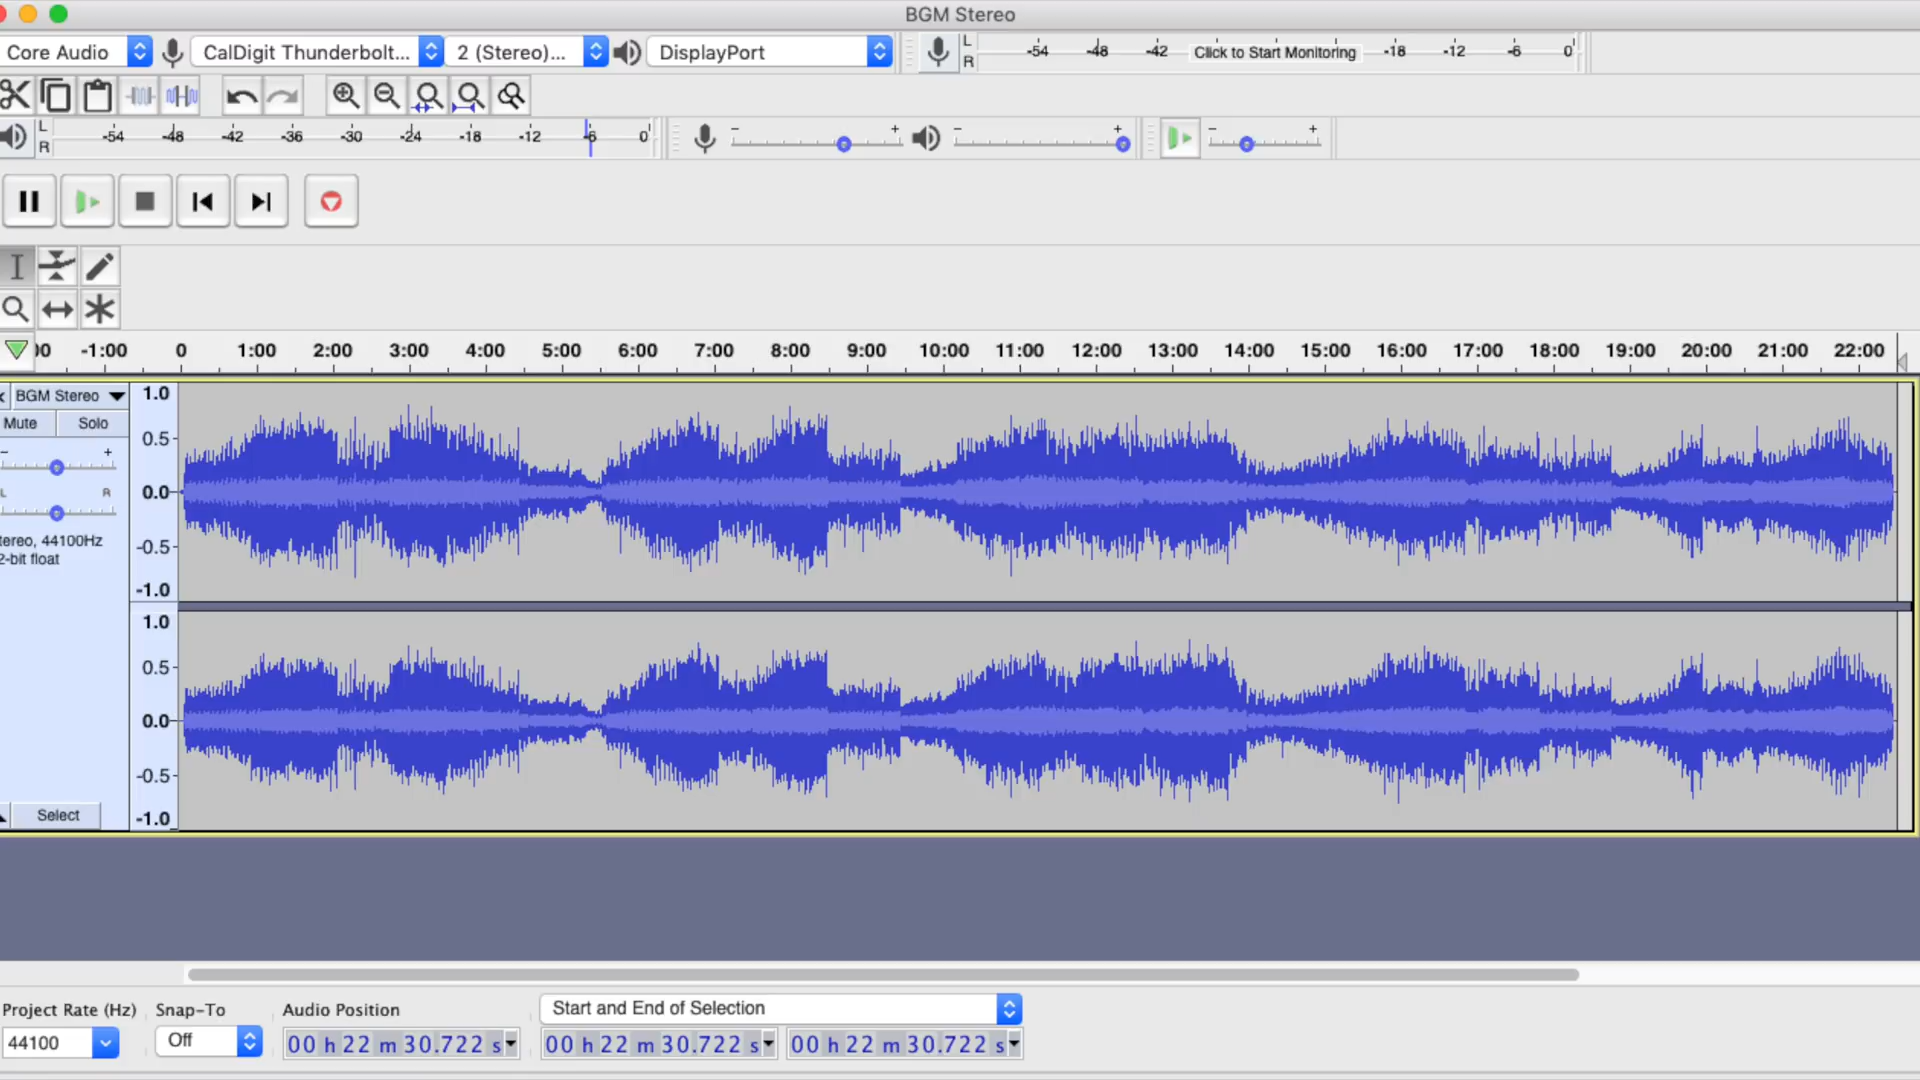 BGM Stereo
Core Audio
CalDigit Thunderbolt...
2 (Stereo)...
DisplayPort
L
R
-54 -48 -42 Click to Start Monitoring -18 -12 -6 0
L
R
-54 -48 -42 -36 -30 -24 -18 -12 -6 0
- +
- +
- +
-1:00 0 1:00 2:00 3:00 4:00 5:00 6:00 7:00 8:00 9:00 10:00 11:00 12:00 13:00 14:00 15:00 16:00 17:00 18:00 19:00 20:00 21:00 22:00
BGM Stereo
Mute Solo
- +
L R
tereo, 44100Hz
2-bit float
Select
1.0
0.5
0.0
-0.5
-1.0
1.0
0.5
0.0
-0.5
-1.0
Project Rate (Hz) Snap-To Audio Position
Start and End of Selection
44100
Off
00 h 22 m 30.722 s
00 h 22 m 30.722 s
00 h 22 m 30.722 s